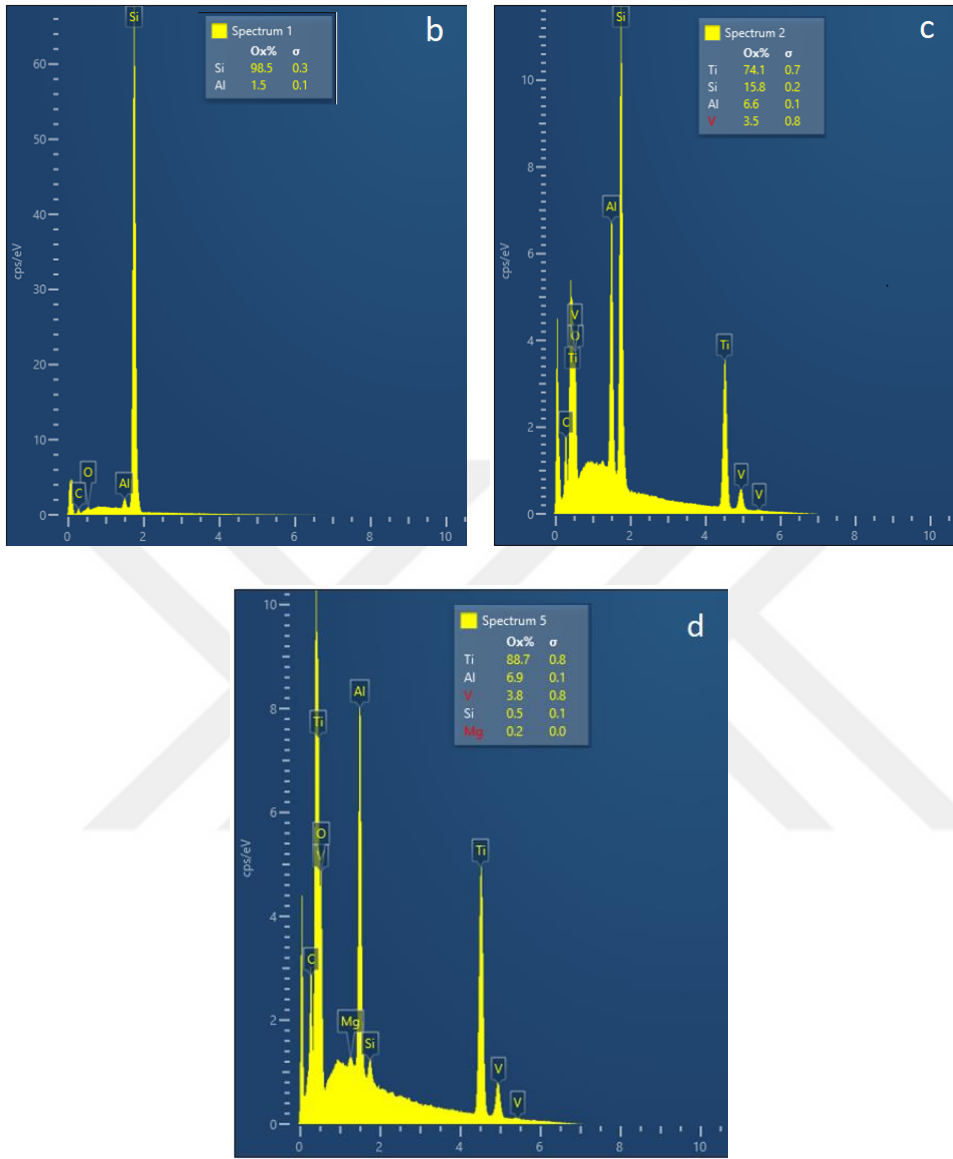 b
Spectrum 1
Ox% σ
Si 98.5 0.3
Al 1.5 0.1
Si
60
50
40
30
20
10
0
cps/eV
C
O
Al
0 2 4 6 8 10
c
Spectrum 2
Ox% σ
Ti 74.1 0.7
Si 15.8 0.2
Al 6.6 0.1
V 3.5 0.8
Si
10
8
6
4
2
0
cps/eV
Al
V
O
Ti
C
Ti
V
V
0 2 4 6 8 10
d
Spectrum 5
Ox% σ
Ti 88.7 0.8
Al 6.9 0.1
V 3.8 0.8
Si 0.5 0.1
Mg 0.2 0.0
10
8
6
4
2
0
cps/eV
Al
Ti
O
V
C
Mg
Si
Ti
V
V
0 2 4 6 8 10